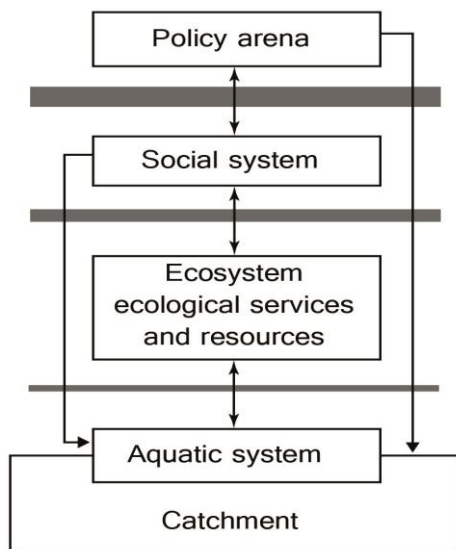 Policy arena
Social system
Ecosystem
ecological services
and resources
Aquatic system
Catchment